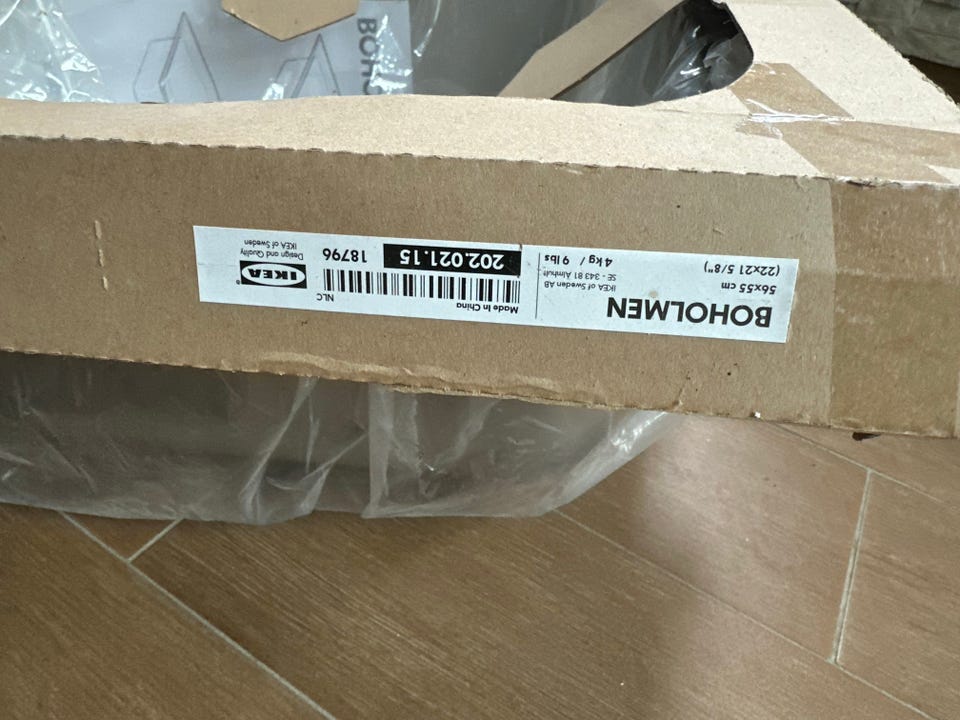 BOHOLMEN
56x55 cm
(22x21 5/8")
IKEA of Sweden AB
SE - 343 81 Älmhult
4 kg / 9 lbs
Made in China
NLC
202.021.15
18796
IKEA®
Design and Quality
IKEA of Sweden
BOH